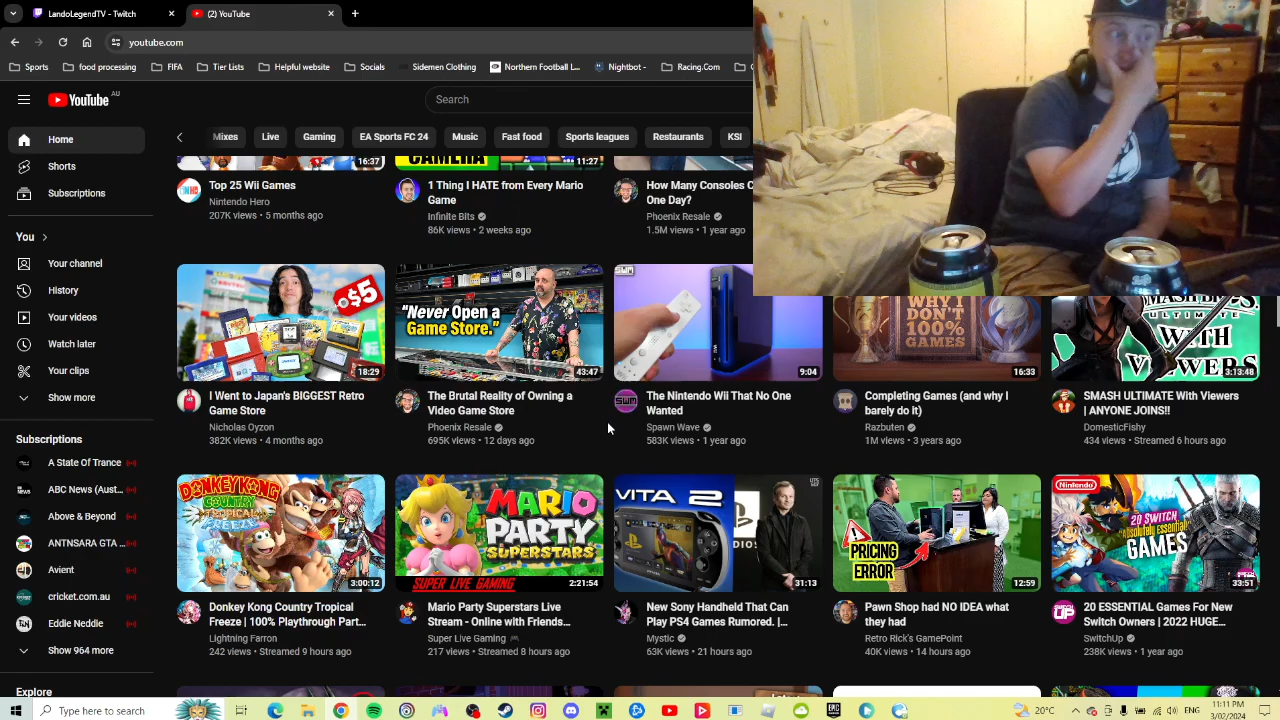 LandoLegendTV - Twitch
(2) YouTube
youtube.com
Sports
food processing
FIFA
Tier Lists
Helpful website
Socials
Sidemen Clothing
Northern Football L...
Nightbot -
Racing.Com
YouTube AU
Search
Home
Shorts
Subscriptions
You
Your channel
History
Your videos
Watch later
Your clips
Show more
Subscriptions
A State Of Trance
ABC News (Aust...
Above & Beyond
ANTNSARA GTA ...
Avient
cricket.com.au
Eddie Neddie
Show 964 more
Explore
Mixes
Live
Gaming
EA Sports FC 24
Music
Fast food
Sports leagues
Restaurants
KSI
16:37
Top 25 Wii Games
Nintendo Hero
207K views • 5 months ago
CAMERA
11:27
1 Thing I HATE from Every Mario
Game
Infinite Bits
86K views • 2 weeks ago
How Many Consoles C
One Day?
Phoenix Resale
1.5M views • 1 year ago
$5
18:29
I Went to Japan's BIGGEST Retro
Game Store
Nicholas Oyzon
382K views • 4 months ago
"Never Open a
Game Store."
43:47
The Brutal Reality of Owning a
Video Game Store
Phoenix Resale
695K views • 12 days ago
SWM
Wii
9:04
The Nintendo Wii That No One
Wanted
Spawn Wave
583K views • 1 year ago
WHY I
DON'T
100%
GAMES
16:33
Completing Games (and why I
barely do it)
Razbuten
1M views • 3 years ago
SMASH BROS.
ULTIMATE
WITH
VIEWERS
3:13:48
SMASH ULTIMATE With Viewers
| ANYONE JOINS!!
DomesticFishy
434 views • Streamed 6 hours ago
DONKEY KONG
COUNTRY
TROPICAL
FREEZE
3:00:12
Donkey Kong Country Tropical
Freeze | 100% Playthrough Part...
Lightning Farron
242 views • Streamed 9 hours ago
MARIO
PARTY
SUPERSTARS
SUPER LIVE GAMING
2:21:54
Mario Party Superstars Live
Stream - Online with Friends...
Super Live Gaming
217 views • Streamed 8 hours ago
VITA 2
31:13
New Sony Handheld That Can
Play PS4 Games Rumored. |...
Mystic
63K views • 21 hours ago
PRICING
ERROR
12:59
Pawn Shop had NO IDEA what
they had
Retro Rick's GamePoint
40K views • 14 hours ago
Nintendo
20 SWITCH
Absolutely essential
GAMES
33:51
20 ESSENTIAL Games For New
Switch Owners | 2022 HUGE...
SwitchUp
238K views • 1 year ago
Type here to search
20°C
ENG
11:11 PM
3/02/2024